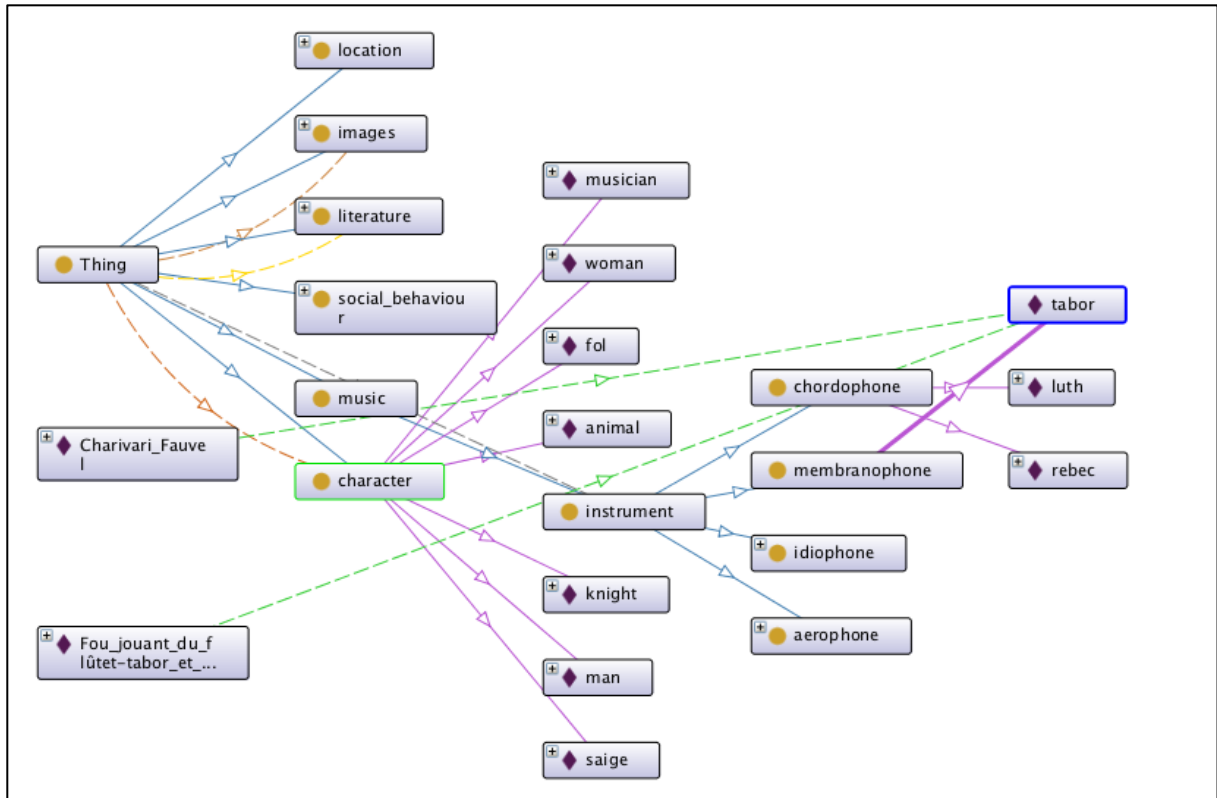 location
images
literature
Thing
social_behaviou
r
music
Charivari_Fauve
l
character
Fou_jouant_du_f
lûtet-tabor_et_...
musician
woman
fol
animal
instrument
knight
man
saige
chordophone
membranophone
idiophone
aerophone
tabor
luth
rebec